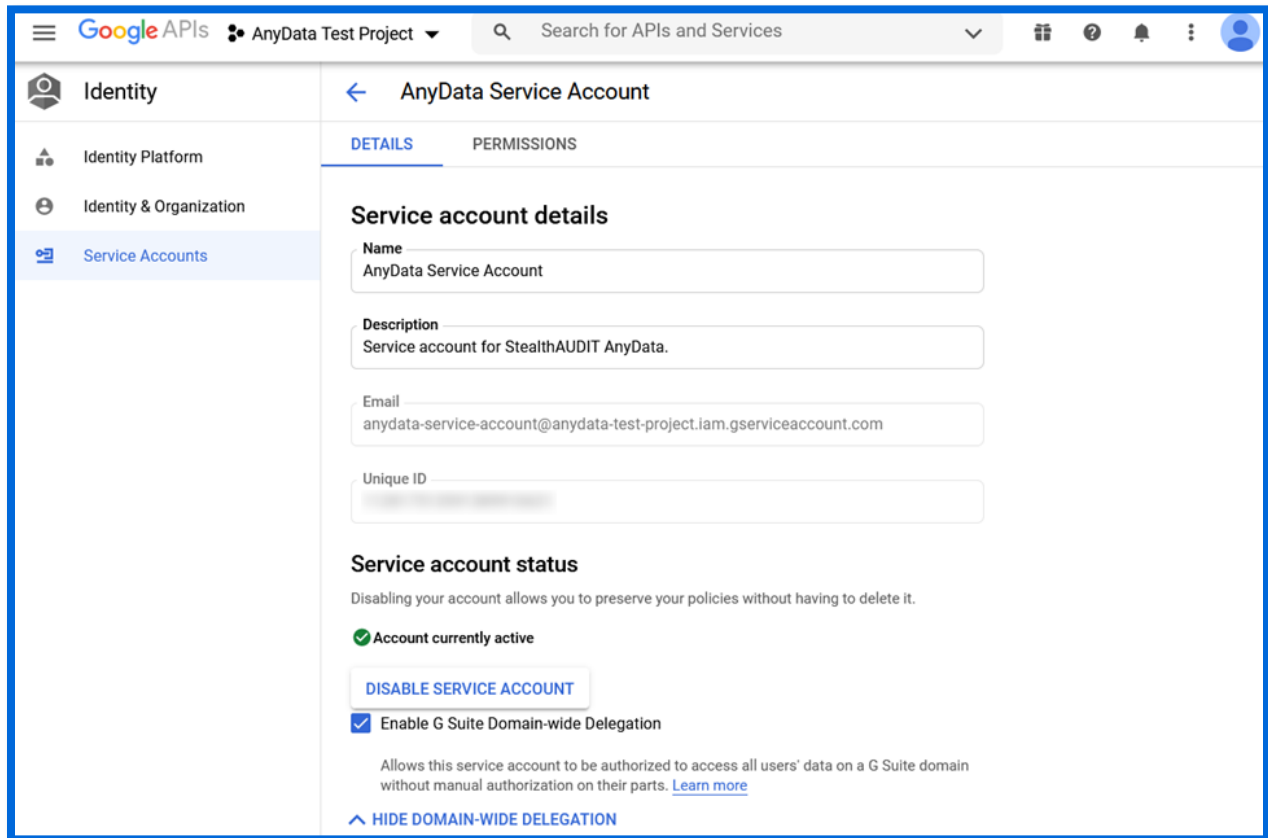 Google APIs
AnyData Test Project
Search for APIs and Services
Identity
AnyData Service Account
Identity Platform
Identity & Organization
Service Accounts
DETAILS
PERMISSIONS
Service account details
Name
AnyData Service Account
Description
Service account for StealthAUDIT AnyData.
Email
anydata-service-account@anydata-test-project.iam.gserviceaccount.com
Unique ID
Service account status
Disabling your account allows you to preserve your policies without having to delete it.
Account currently active
DISABLE SERVICE ACCOUNT
Enable G Suite Domain-wide Delegation
Allows this service account to be authorized to access all users' data on a G Suite domain
without manual authorization on their parts. Learn more
HIDE DOMAIN-WIDE DELEGATION